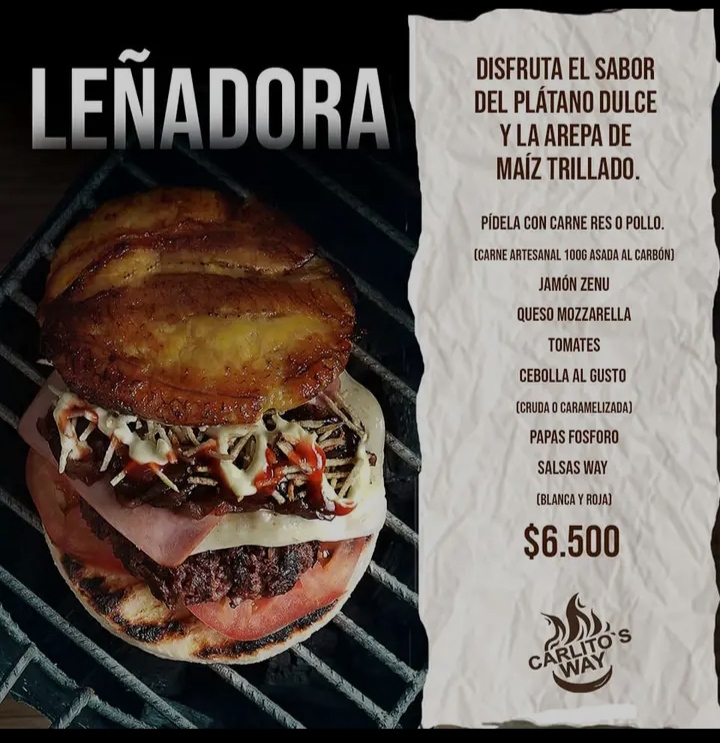 LEÑADORA
DISFRUTA EL SABOR
DEL PLÁTANO DULCE
Y LA AREPA DE
MAÍZ TRILLADO.
PÍDELA CON CARNE RES O POLLO.
(CARNE ARTESANAL 100G ASADA AL CARBÓN)
JAMÓN ZENU
QUESO MOZZARELLA
TOMATES
CEBOLLA AL GUSTO
(CRUDA O CARAMELIZADA)
PAPAS FOSFORO
SALSAS WAY
(BLANCA Y ROJA)
$6.500
CARLITO`S
WAY